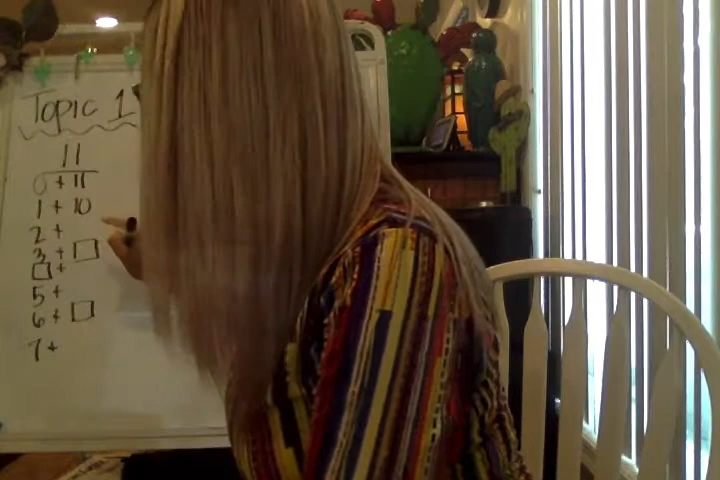 Topic 1
11
0 + 11
1 + 10
2 +
3 + □
□ +
5 +
6 + □
7 +